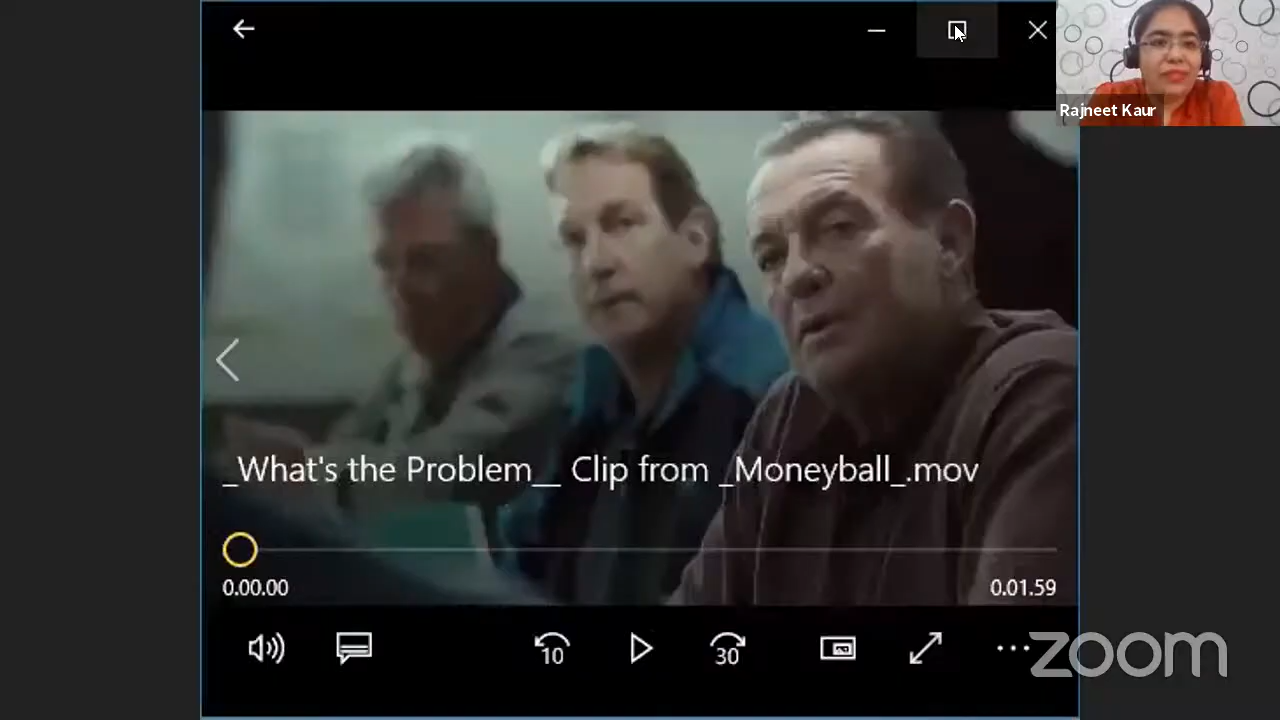 Rajneet Kaur
_What's the Problem__ Clip from _Moneyball_.mov
0.00.00
0.01.59
10
30
zoom